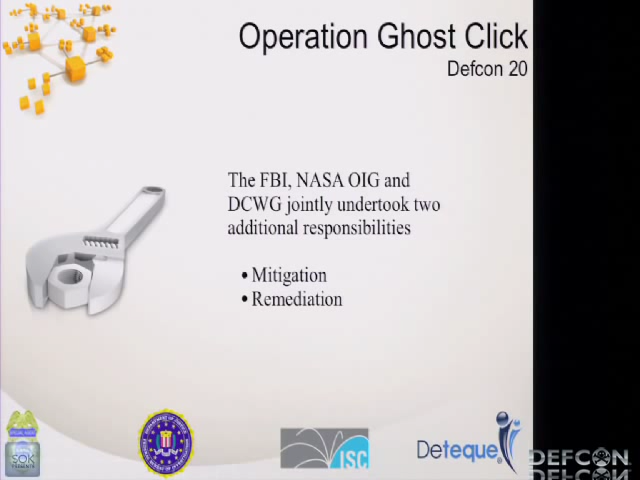 Operation Ghost Click
Defcon 20
The FBI, NASA OIG and
DCWG jointly undertook two
additional responsibilities
• Mitigation
• Remediation
SOK
ISC
Deteque®
DEFCON